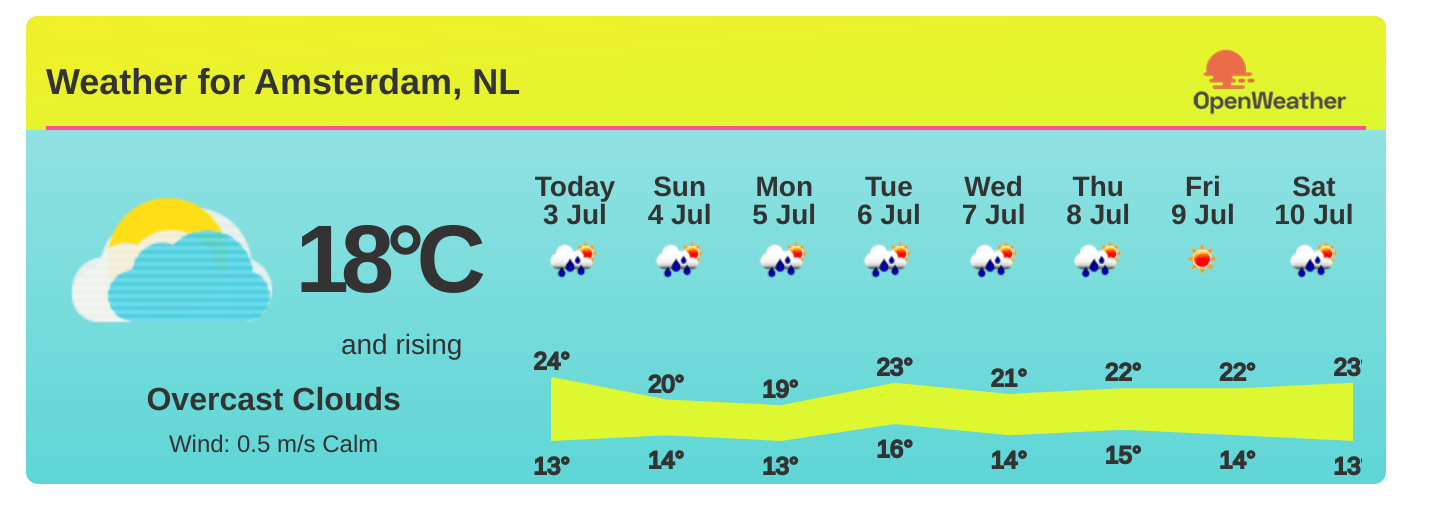 Weather for Amsterdam, NL
OpenWeather
Today Sun Mon Tue Wed Thu Fri Sat
3 Jul 4 Jul 5 Jul 6 Jul 7 Jul 8 Jul 9 Jul 10 Jul
18°C
and rising
Overcast Clouds
Wind: 0.5 m/s Calm
24° 20° 19° 23° 21° 22° 22° 23°
13° 14° 13° 16° 14° 15° 14° 13°